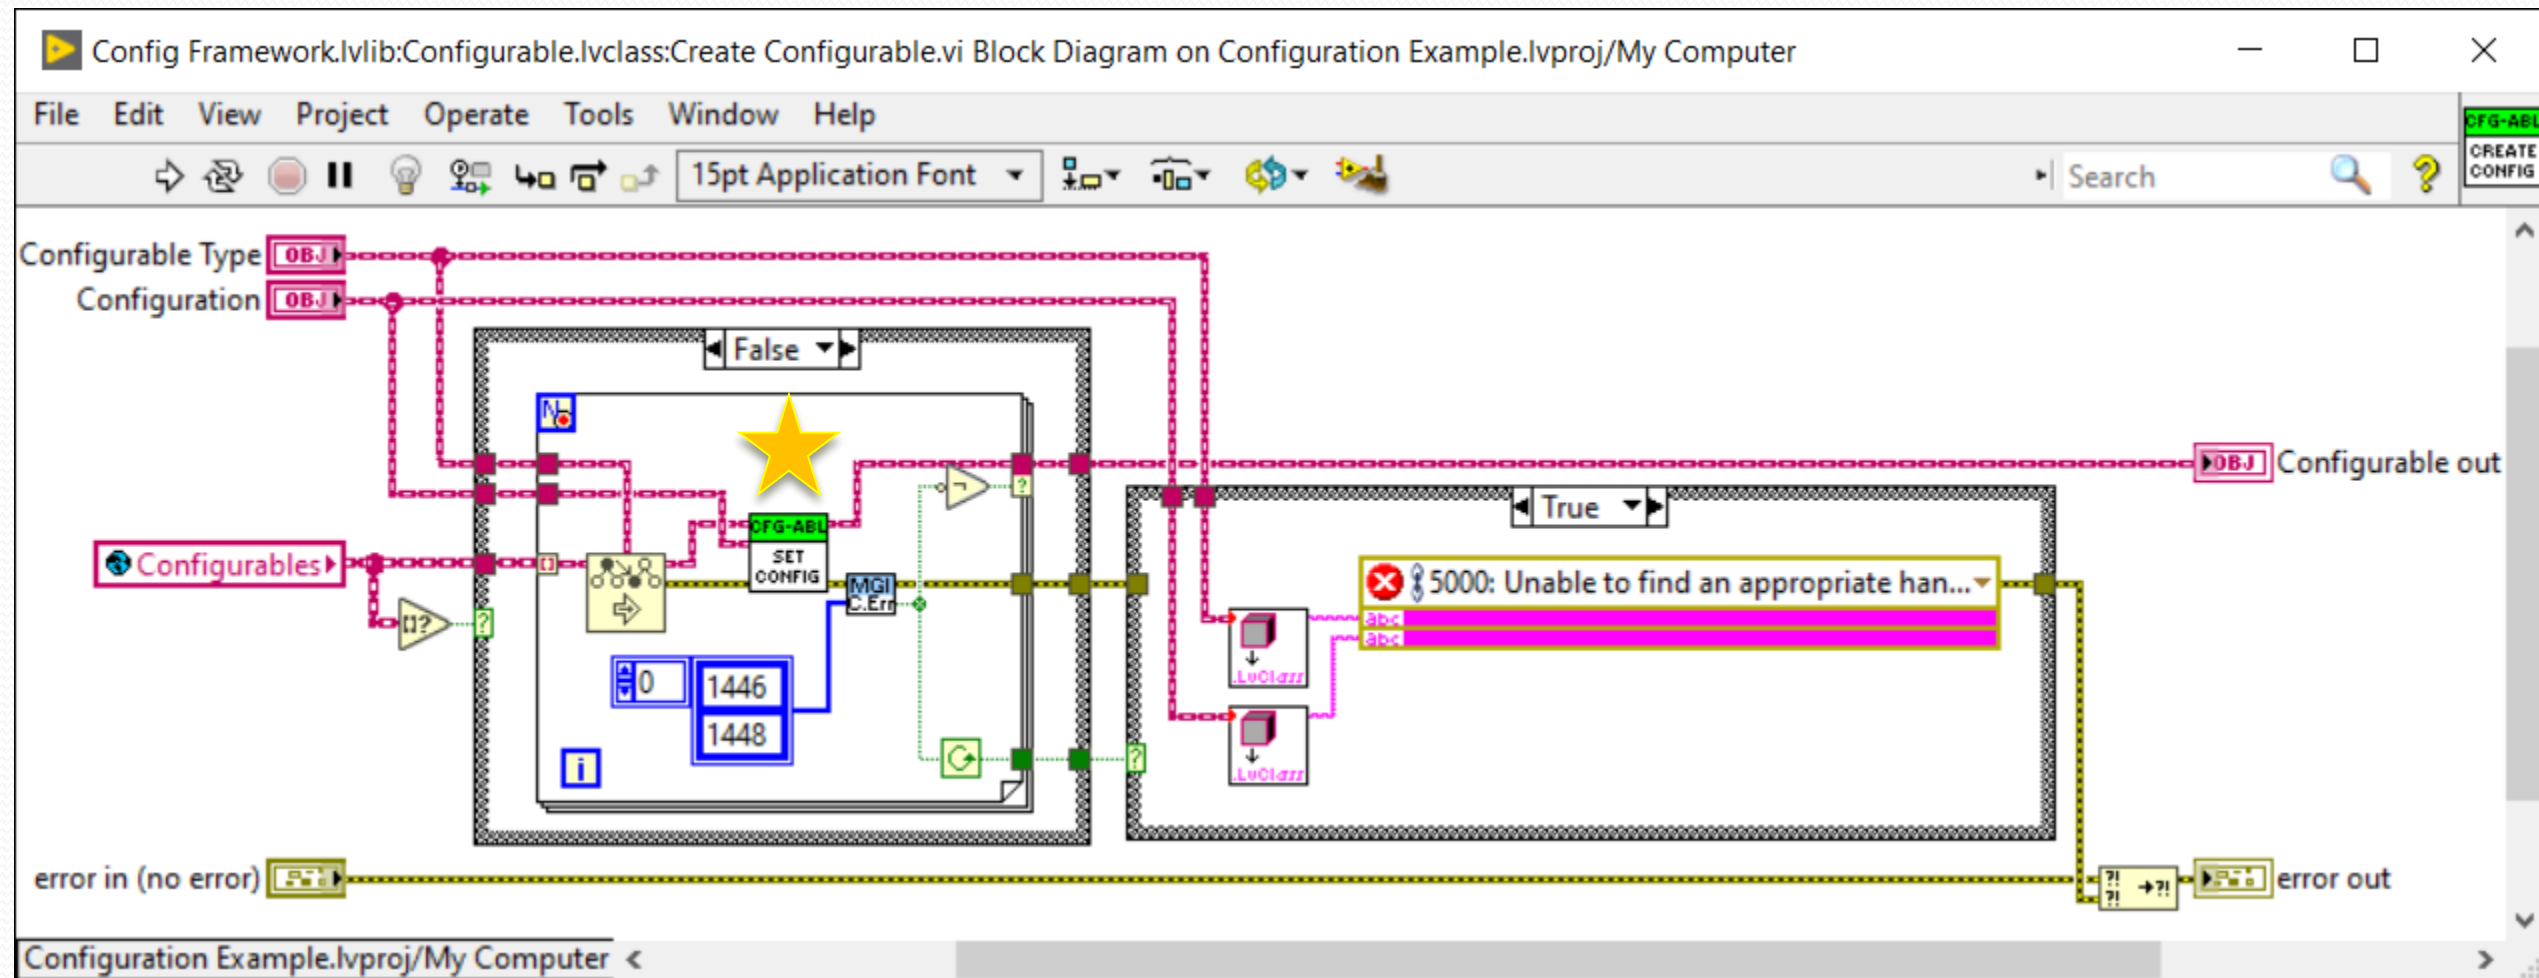 Config Framework.lvlib:Configurable.lvclass:Create Configurable.vi Block Diagram on Configuration Example.lvproj/My Computer
File Edit View Project Operate Tools Window Help
CFG-ABL
CREATE
CONFIG
15pt Application Font
Search
Configurable Type OBJ
Configuration OBJ
False
N
CFG-ABL
SET
CONFIG
OBJ Configurable out
True
Configurables
MGI
C.Err
5000: Unable to find an appropriate han...
abc
abc
.LvClass
0
1446
1448
.LvClass
i
error in (no error)
error out
Configuration Example.lvproj/My Computer